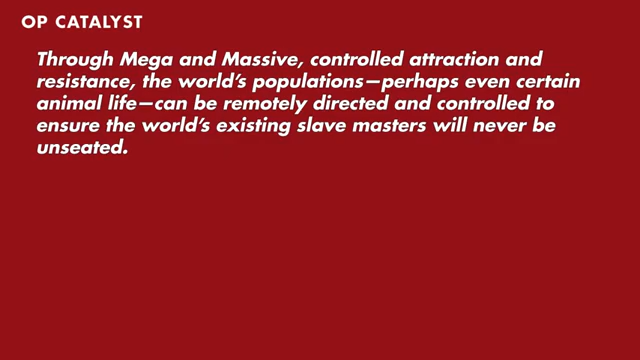 OP CATALYST
Through Mega and Massive, controlled attraction and
resistance, the world's populations—perhaps even certain
animal life—can be remotely directed and controlled to
ensure the world's existing slave masters will never be
unseated.